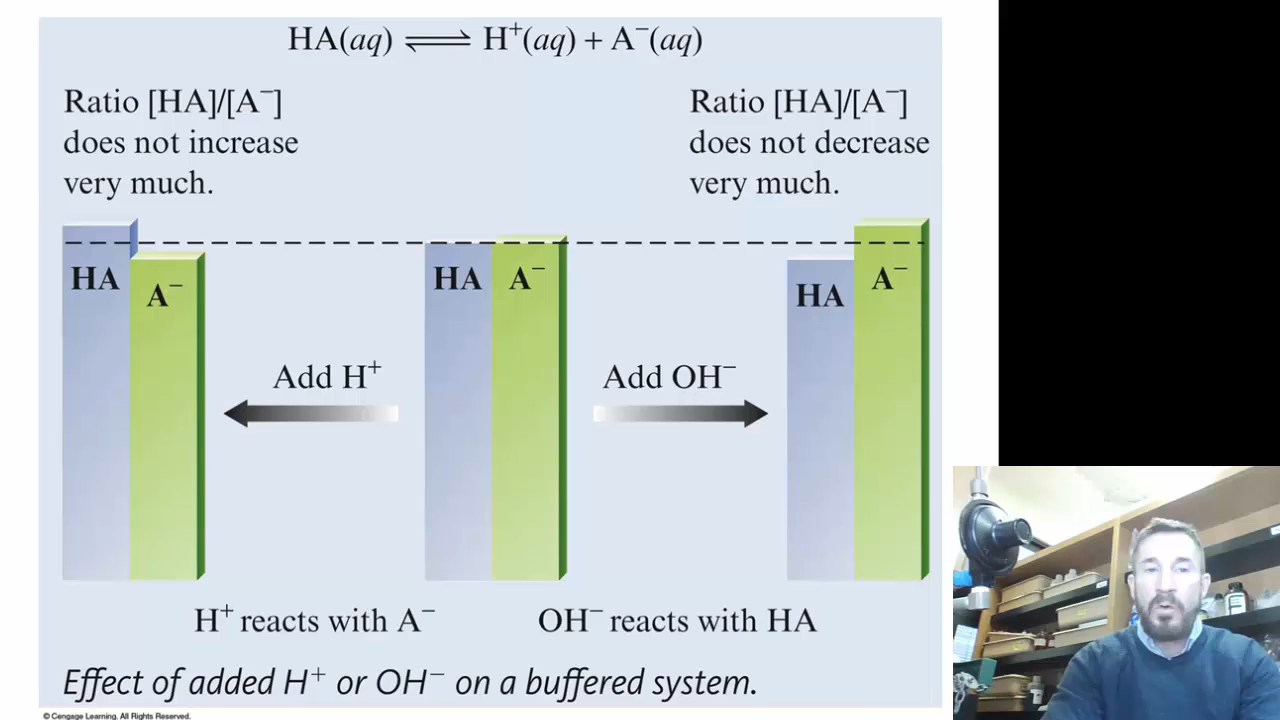 HA(aq) ⇌ H⁺(aq) + A⁻(aq)
Ratio [HA]/[A⁻]
does not increase
very much.
Ratio [HA]/[A⁻]
does not decrease
very much.
HA
A⁻
HA
A⁻
HA
A⁻
Add H⁺
Add OH⁻
H⁺ reacts with A⁻
OH⁻ reacts with HA
Effect of added H⁺ or OH⁻ on a buffered system.
© Cengage Learning. All Rights Reserved.